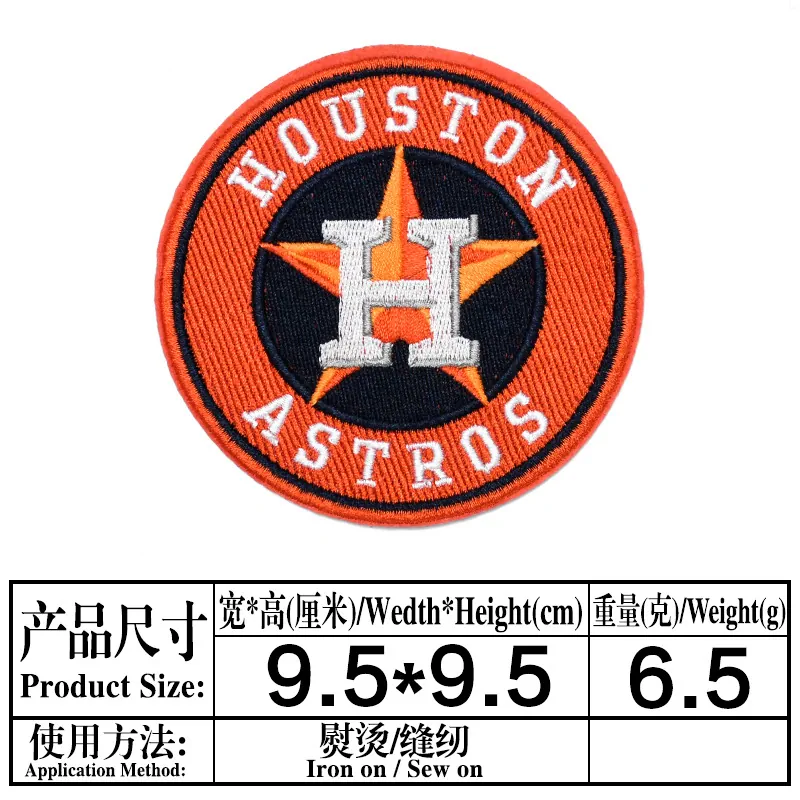 HOUSTON
H
ASTROS
产品尺寸
Product Size:
宽*高(厘米)/Wedth*Height(cm)
重量(克)/Weight(g)
9.5*9.5
6.5
使用方法:
Application Method:
熨烫/缝纫
Iron on / Sew on